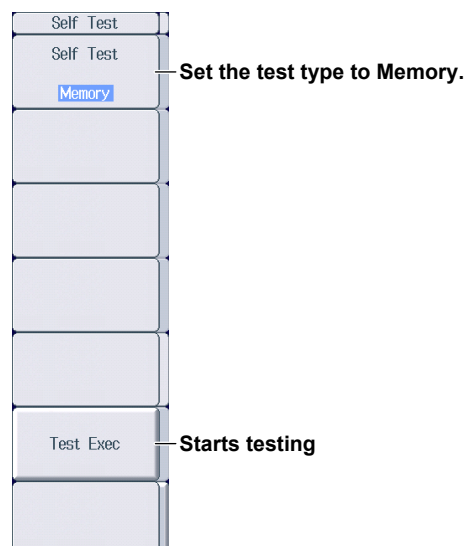 Self Test
Self Test
Memory
Set the test type to Memory.
Test Exec
Starts testing